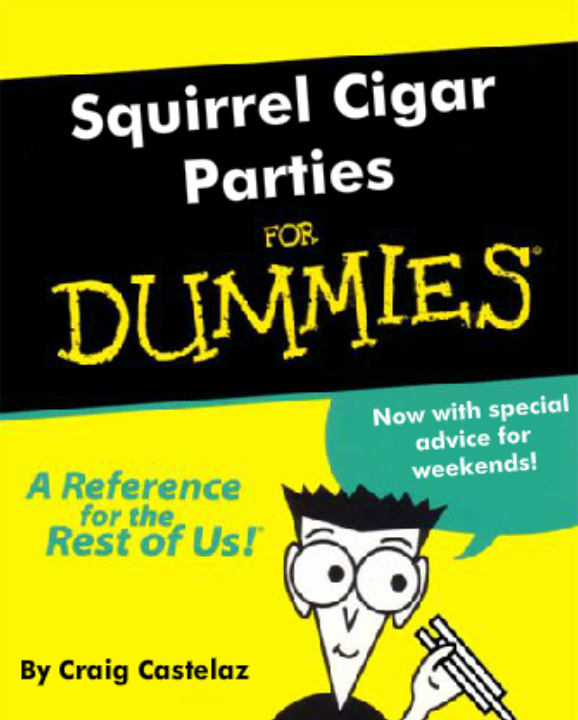 Squirrel Cigar
Parties
FOR
DUMMIES®
Now with special
advice for
weekends!
A Reference
for the
Rest of Us!™
By Craig Castelaz